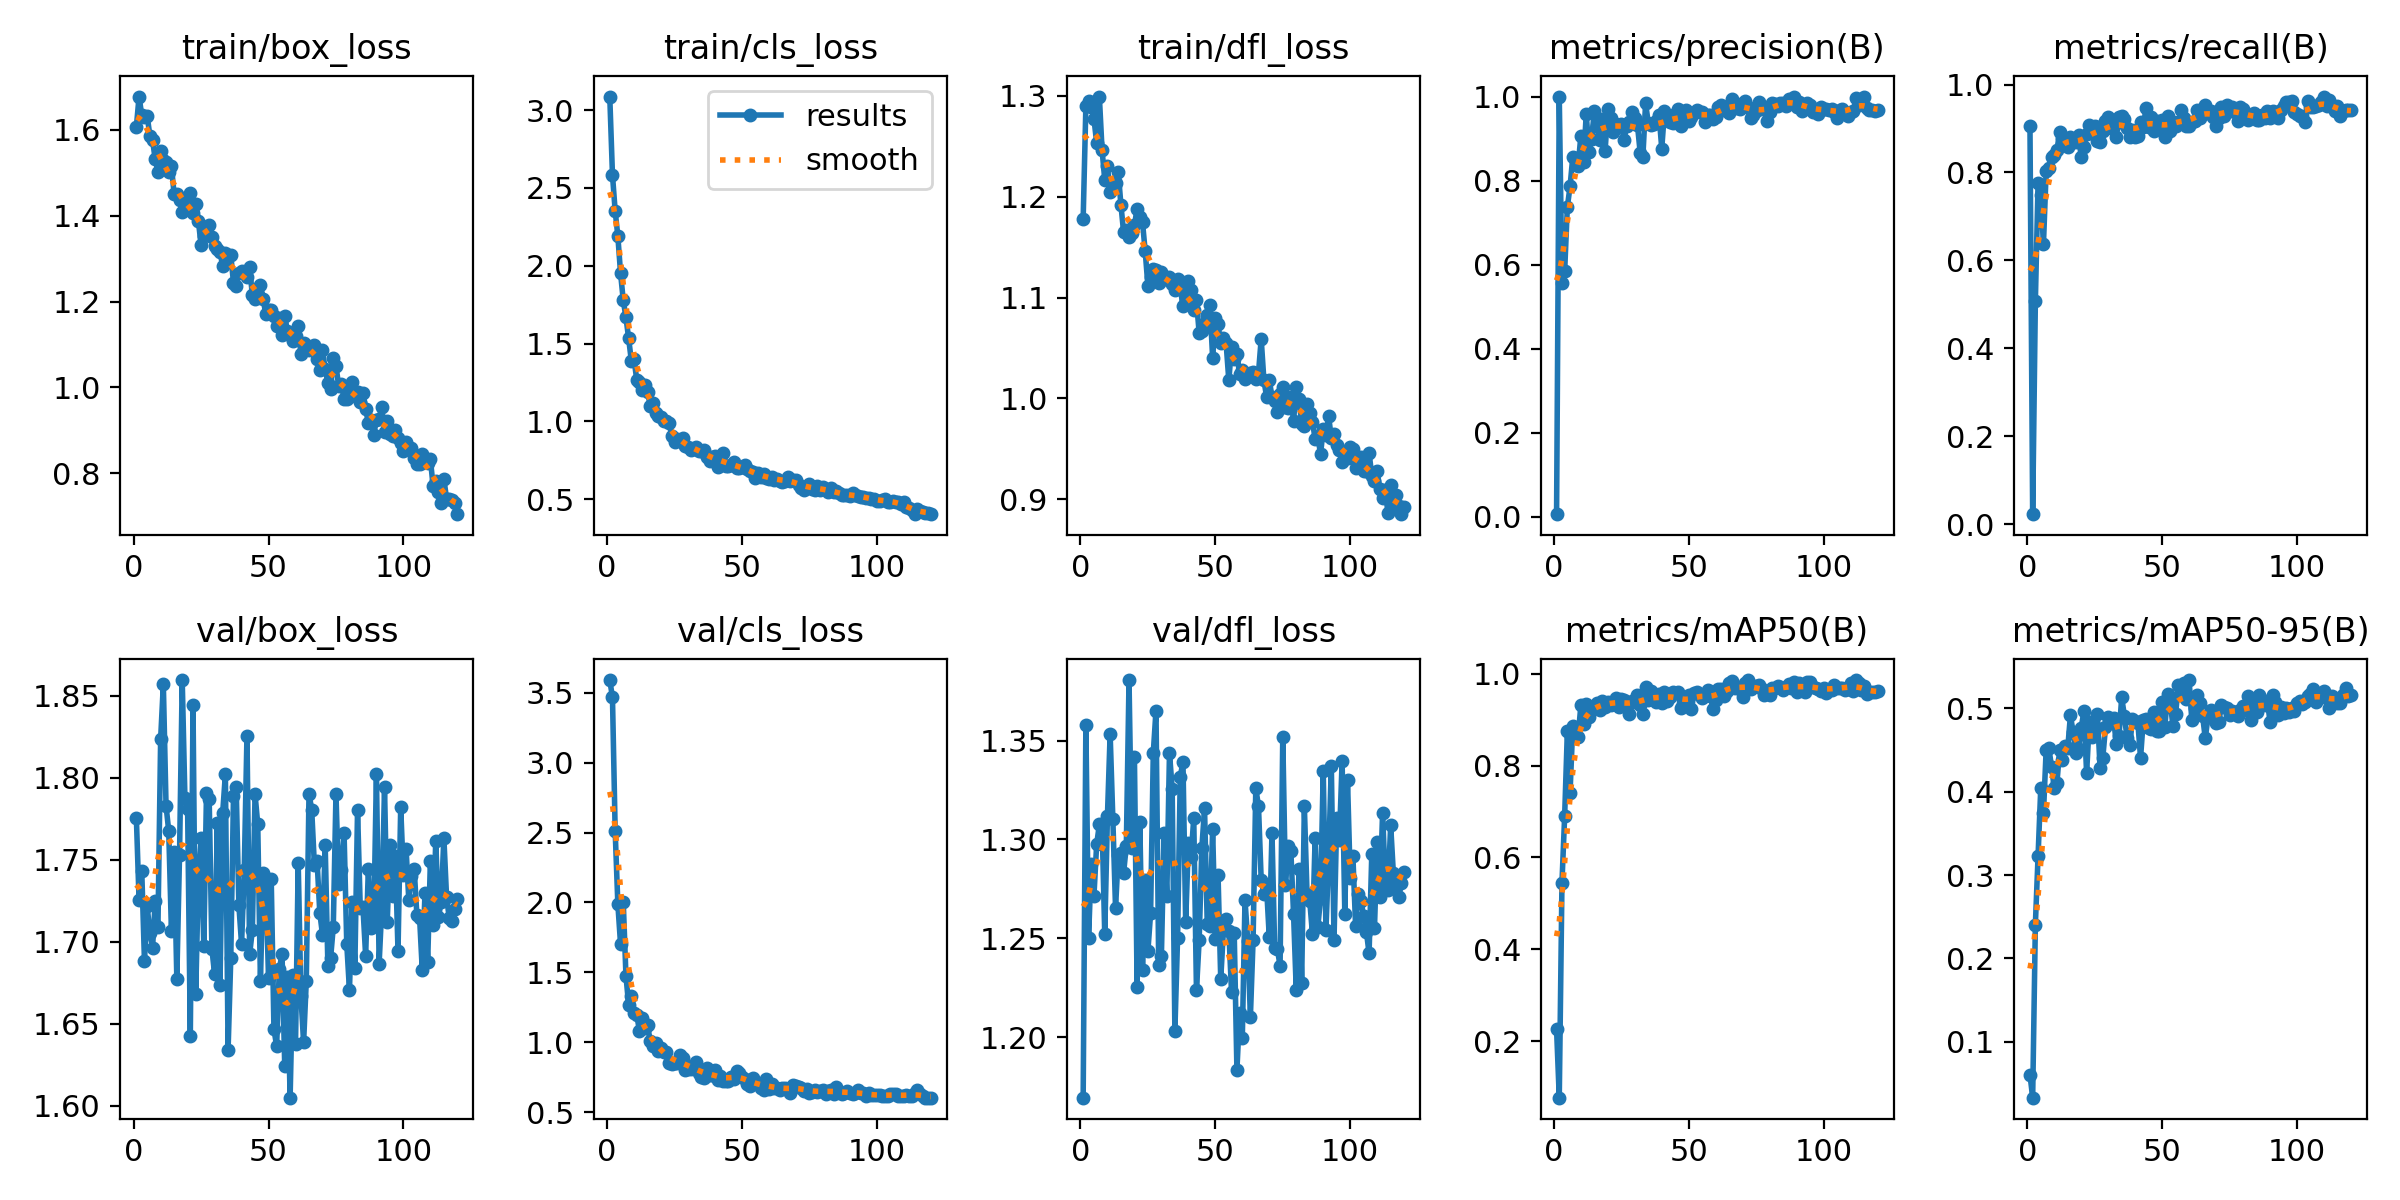 train/box_loss
train/cls_loss
train/dfl_loss
metrics/precision(B)
metrics/recall(B)
1.6
1.4
1.2
1.0
0.8
0 50 100
3.0
2.5
2.0
1.5
1.0
0.5
0 50 100
results
smooth
1.3
1.2
1.1
1.0
0.9
0 50 100
1.0
0.8
0.6
0.4
0.2
0.0
0 50 100
1.0
0.8
0.6
0.4
0.2
0.0
0 50 100
val/box_loss
val/cls_loss
val/dfl_loss
metrics/mAP50(B)
metrics/mAP50-95(B)
1.85
1.80
1.75
1.70
1.65
1.60
0 50 100
3.5
3.0
2.5
2.0
1.5
1.0
0.5
0 50 100
1.35
1.30
1.25
1.20
0 50 100
1.0
0.8
0.6
0.4
0.2
0 50 100
0.5
0.4
0.3
0.2
0.1
0 50 100